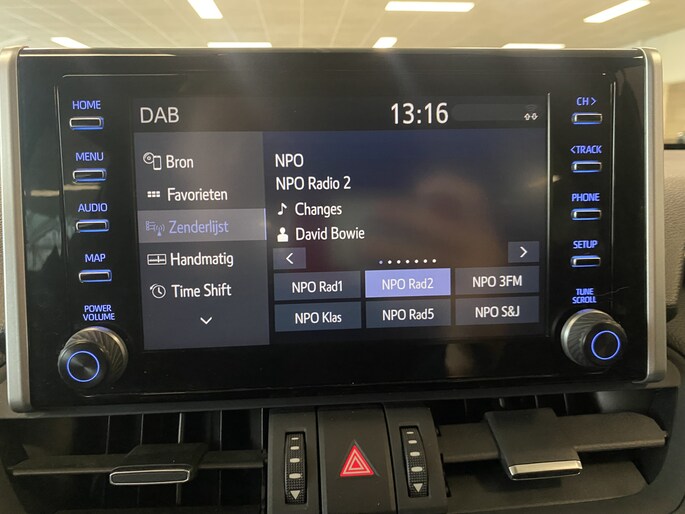 HOME
MENU
AUDIO
MAP
POWER
VOLUME
DAB
13:16
Bron
Favorieten
Zenderlijst
Handmatig
Time Shift
NPO
NPO Radio 2
Changes
David Bowie
NPO Rad1 NPO Rad2 NPO 3FM
NPO Klas NPO Rad5 NPO S&J
CH >
< TRACK
PHONE
SETUP
TUNE
SCROLL